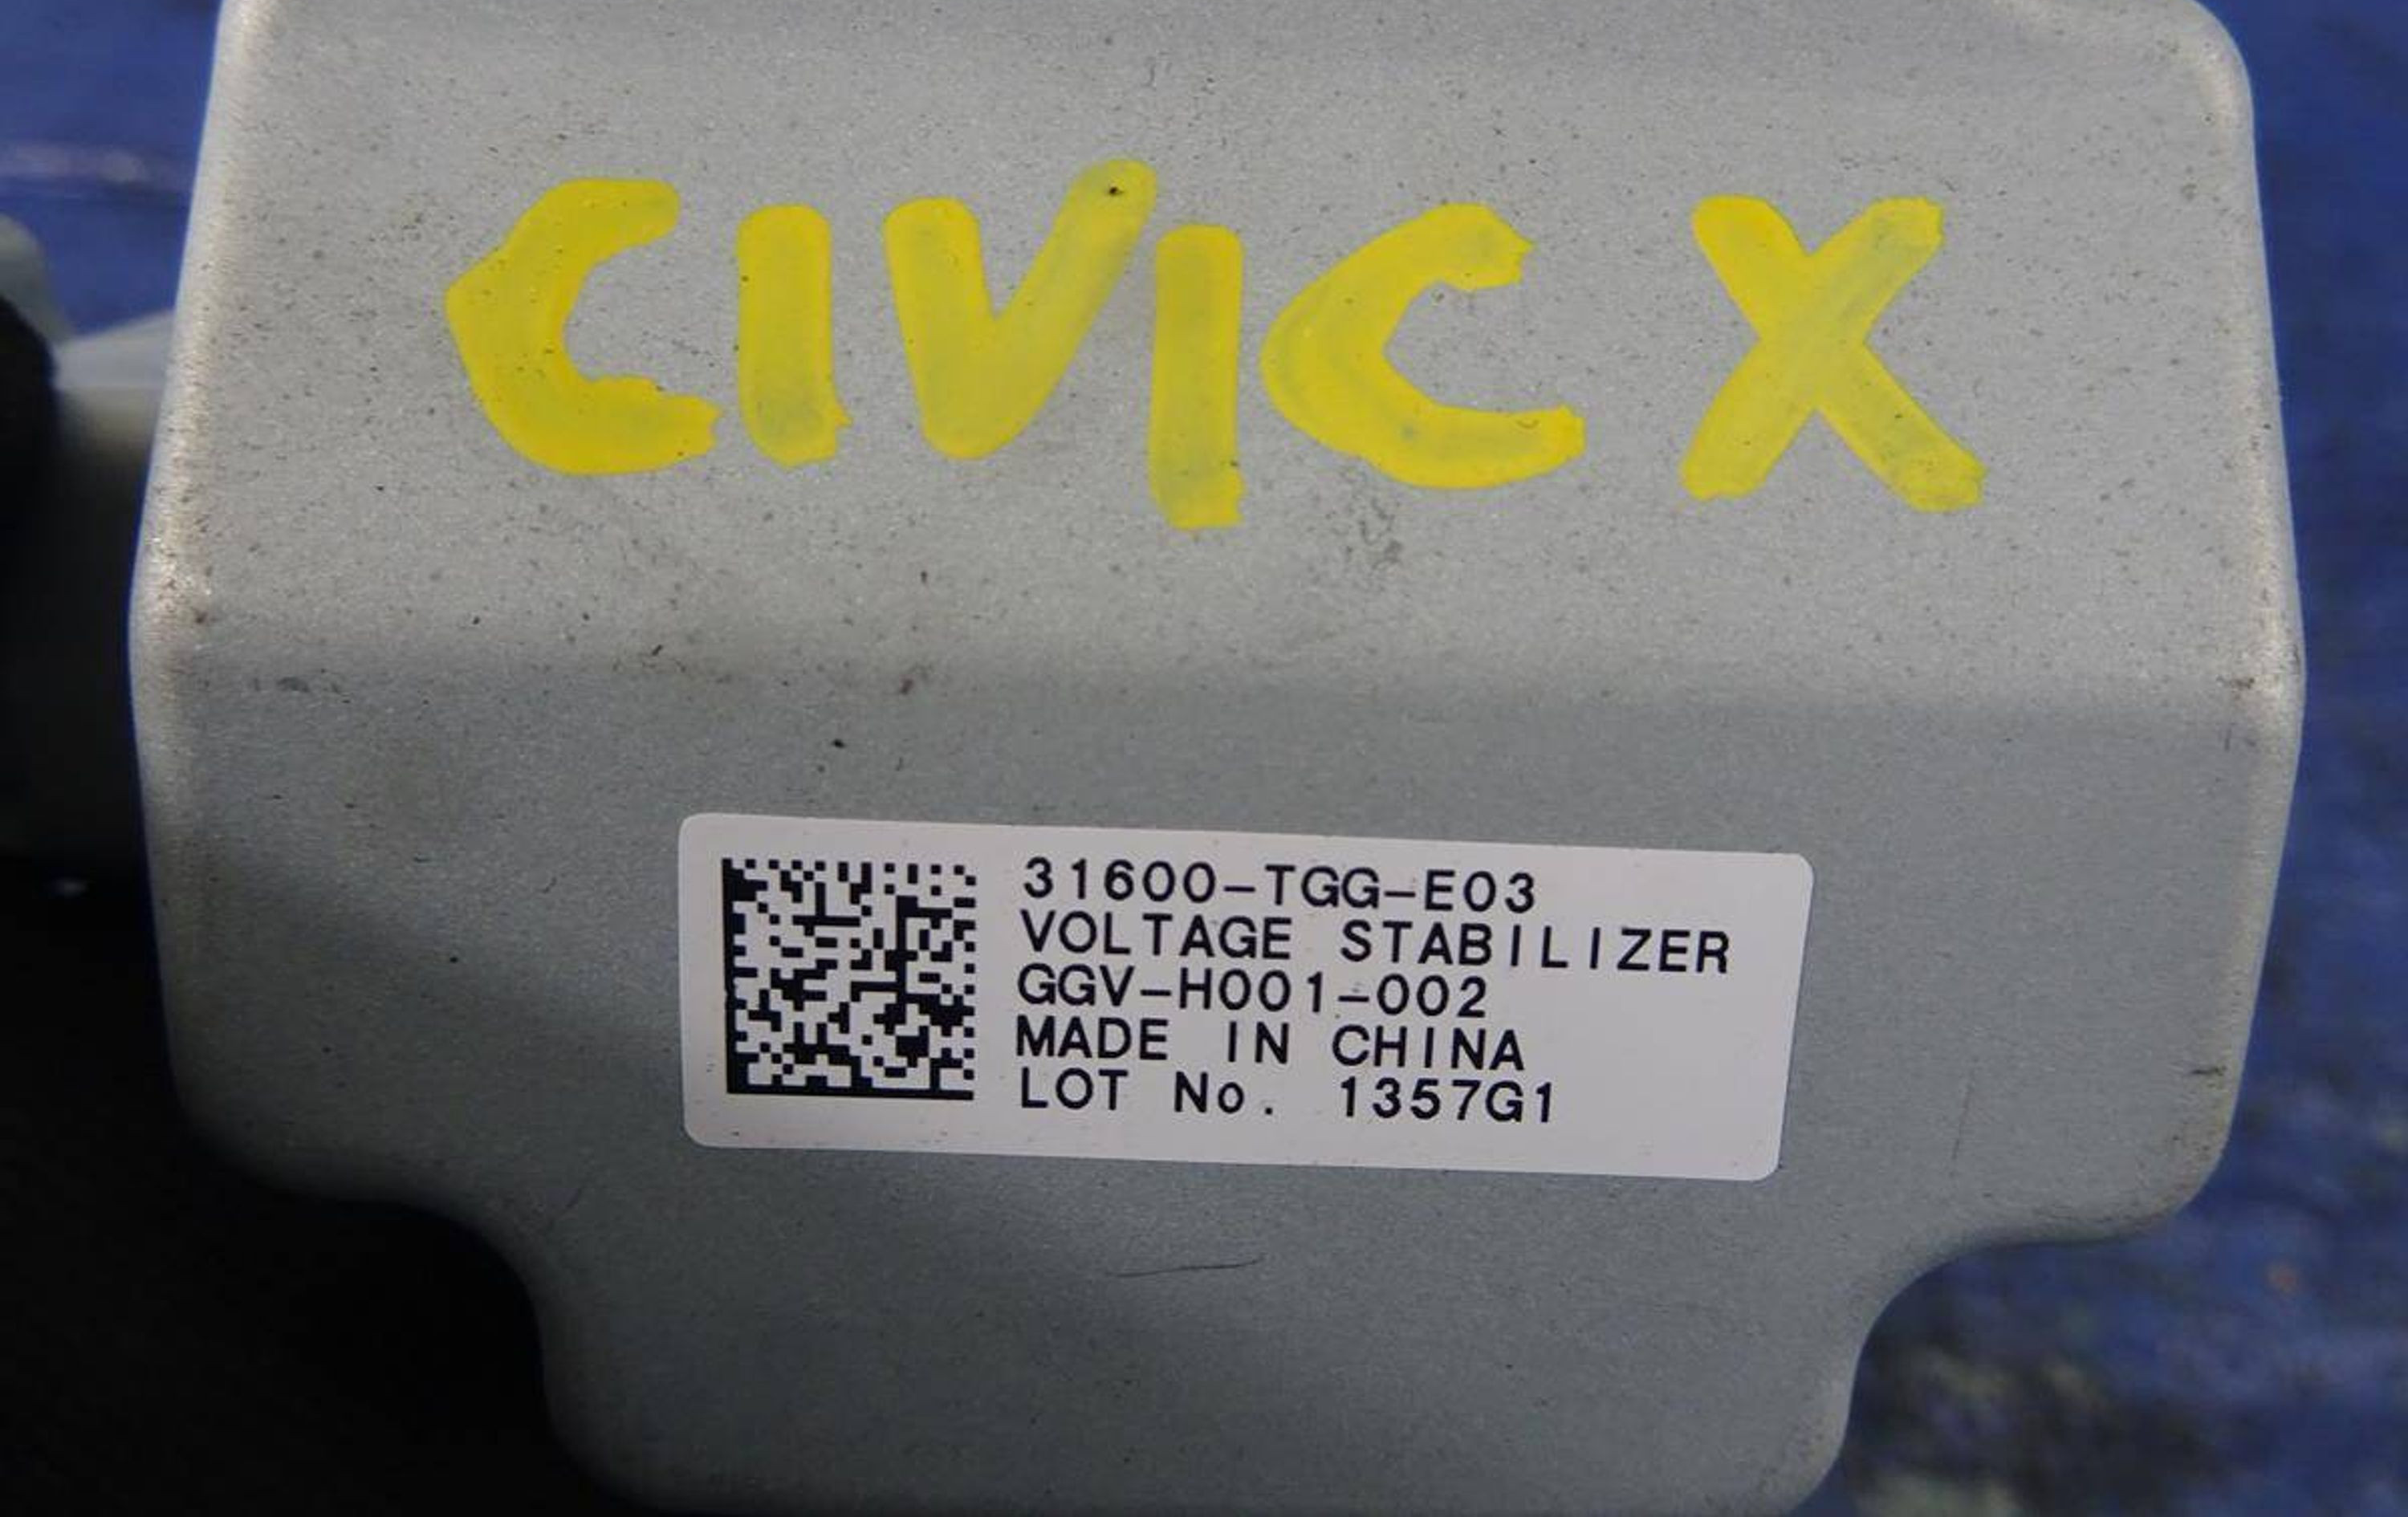 CIVIC X
31600-TGG-E03
VOLTAGE STABILIZER
GGV-H001-002
MADE IN CHINA
LOT No. 1357G1